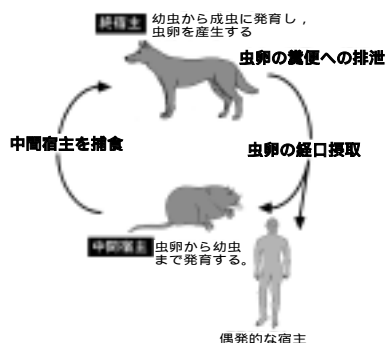 終宿主 幼虫から成虫に発育し，
虫卵を産生する
虫卵の糞便への排泄
中間宿主を捕食
虫卵の経口摂取
中間宿主 虫卵から幼虫
まで発育する。
偶発的な宿主